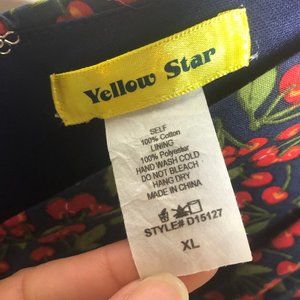 Yellow Star
SELF
100% Cotton
LINING
100% Polyester
HAND WASH COLD
DO NOT BLEACH
HANG DRY
MADE IN CHINA
STYLE# D15127
XL